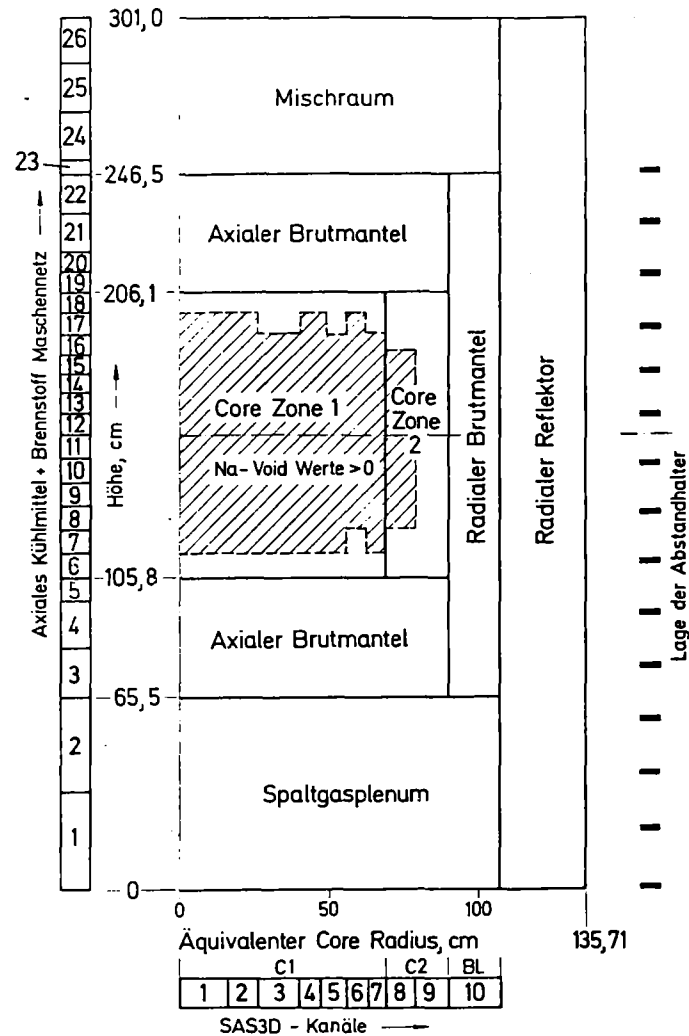 301,0
26
25
24
23
22
21
20
19
18
17
16
15
14
13
12
11
10
9
8
7
6
5
4
3
2
1
Axiales Kühlmittel + Brennstoff Maschennetz
246,5
206,1
105,8
65,5
0
Höhe, cm
Mischraum
Axialer Brutmantel
Core Zone 1
Na-Void Werte > 0
Core
Zone
2
Axialer Brutmantel
Spaltgasplenum
Radialer Brutmantel
Radialer Reflektor
Lage der Abstandhalter
0 50 100
Äquivalenter Core Radius, cm 135,71
C1 C2 BL
1 2 3 4 5 6 7 8 9 10
SAS3D - Kanäle